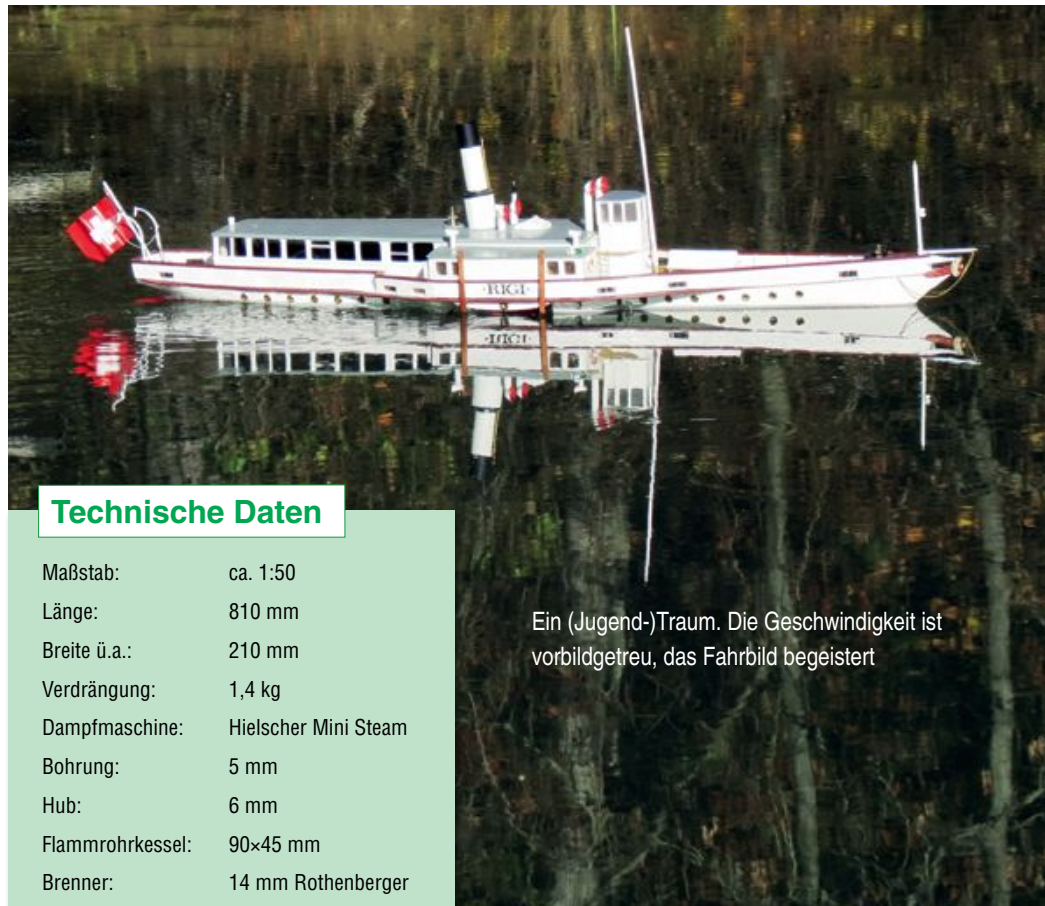 ·RIGI·
Technische Daten
Maßstab: ca. 1:50
Länge: 810 mm
Breite ü.a.: 210 mm
Verdrängung: 1,4 kg
Dampfmaschine: Hielscher Mini Steam
Bohrung: 5 mm
Hub: 6 mm
Flammrohrkessel: 90×45 mm
Brenner: 14 mm Rothenberger
Ein (Jugend-)Traum. Die Geschwindigkeit ist
vorbildgetreu, das Fahrbild begeistert